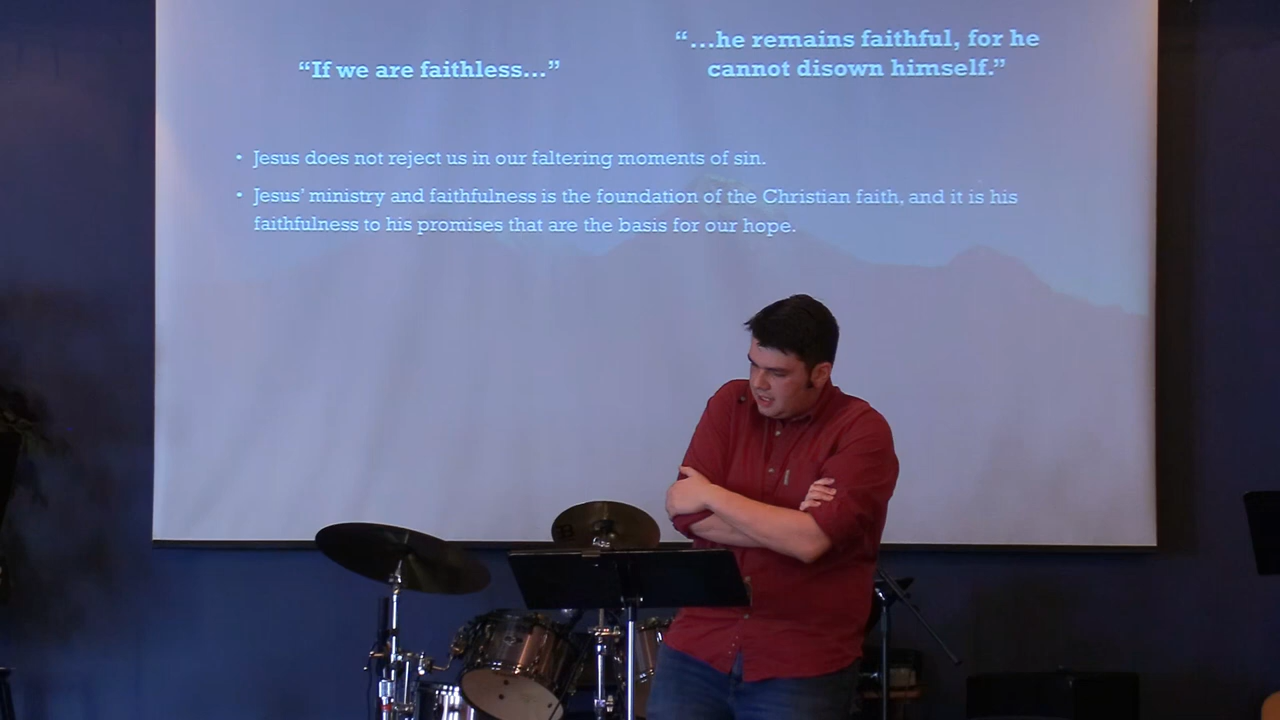 “If we are faithless...”
“...he remains faithful, for he
cannot disown himself.”
• Jesus does not reject us in our faltering moments of sin.
• Jesus’ ministry and faithfulness is the foundation of the Christian faith, and it is his
faithfulness to his promises that are the basis for our hope.